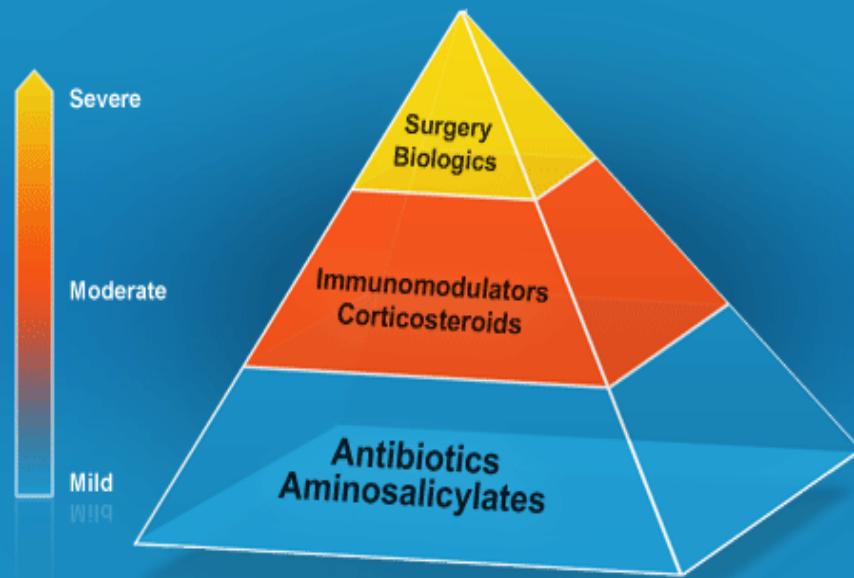 Severe
Moderate
Mild
Surgery
Biologics
Immunomodulators
Corticosteroids
Antibiotics
Aminosalicylates